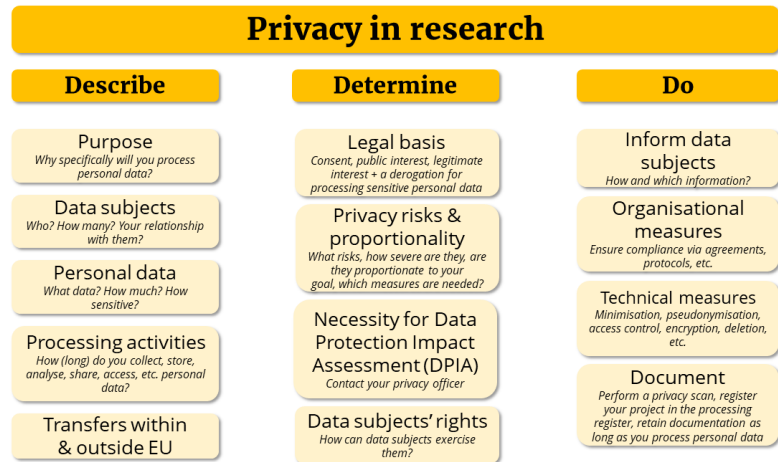 Privacy in research
Describe
Purpose
Why specifically will you process
personal data?
Data subjects
Who? How many? Your relationship
with them?
Personal data
What data? How much? How
sensitive?
Processing activities
How (long) do you collect, store,
analyse, share, access, etc. personal
data?
Transfers within
& outside EU
Determine
Legal basis
Consent, public interest, legitimate
interest + a derogation for
processing sensitive personal data
Privacy risks &
proportionality
What risks, how severe are they, are
they proportionate to your
goal, which measures are needed?
Necessity for Data
Protection Impact
Assessment (DPIA)
Contact your privacy officer
Data subjects' rights
How can data subjects exercise
them?
Do
Inform data
subjects
How and which information?
Organisational
measures
Ensure compliance via agreements,
protocols, etc.
Technical measures
Minimisation, pseudonymisation,
access control, encryption, deletion,
etc.
Document
Perform a privacy scan, register
your project in the processing
register, retain documentation as
long as you process personal data